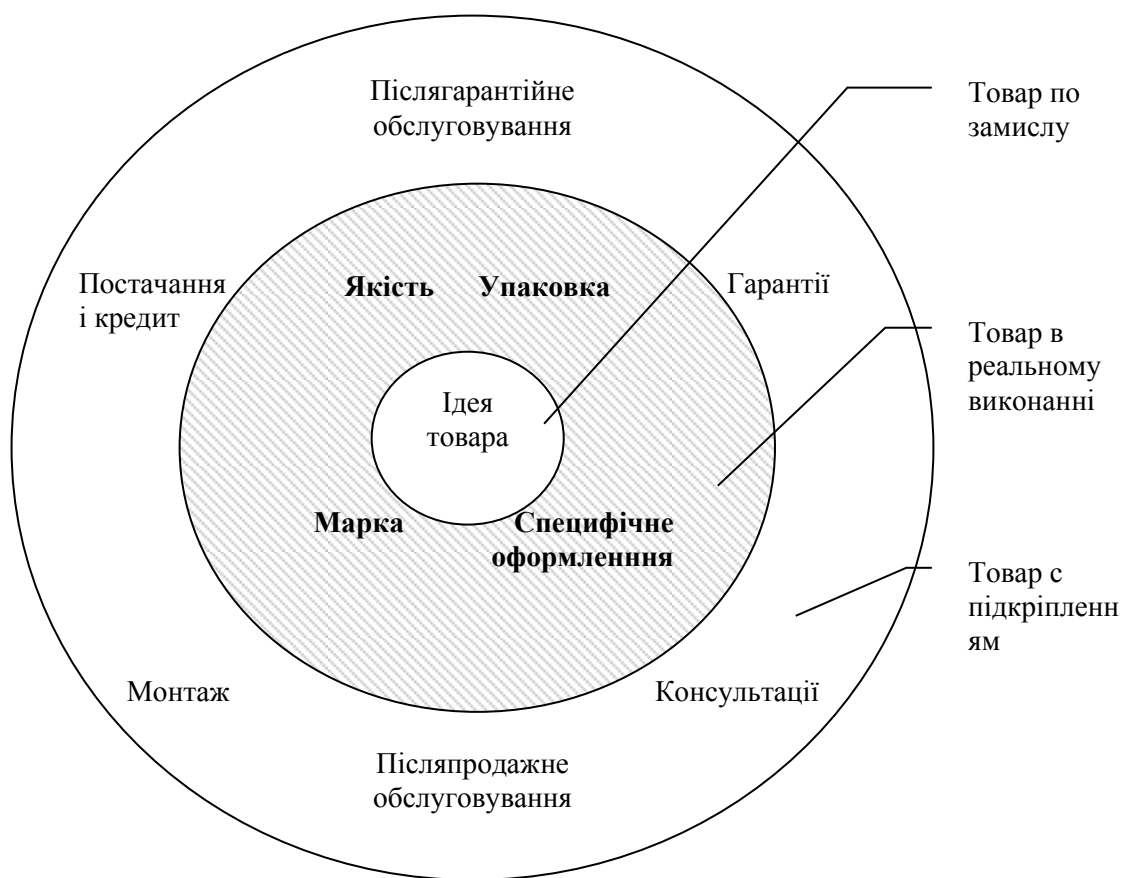 Післягарантійне
обслуговування
Товар по
замислу
Постачання
і кредит
Якість
Упаковка
Гарантії
Товар в
реальному
виконанні
Ідея
товара
Марка
Специфічне
оформленння
Товар с
підкріпленн
ям
Монтаж
Консультації
Післяпродажне
обслуговування